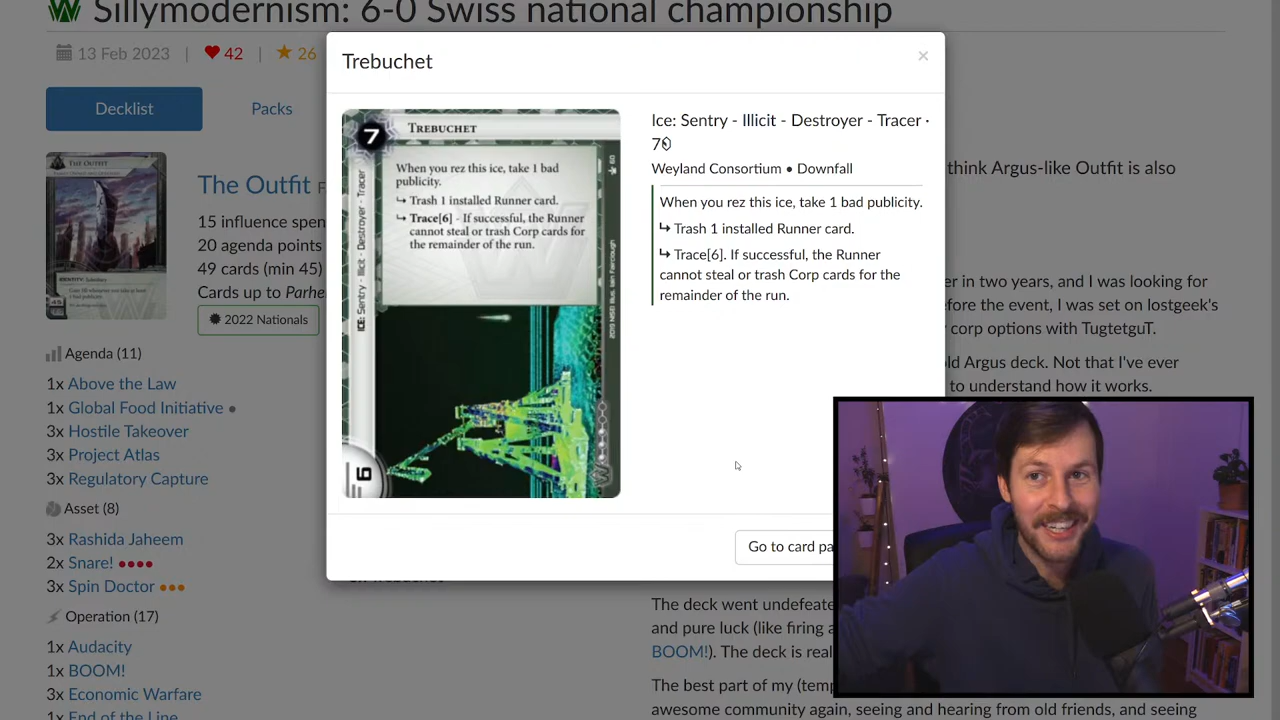 Sillymodernism: 6-0 Swiss national championship
13 Feb 2023 | 42 | 26
Decklist Packs
The Outfit
15 influence spen
20 agenda points
49 cards (min 45)
Cards up to Parhe
2022 Nationals
Agenda (11)
1x Above the Law
1x Global Food Initiative
3x Hostile Takeover
3x Project Atlas
3x Regulatory Capture
Asset (8)
3x Rashida Jaheem
2x Snare!
3x Spin Doctor
Operation (17)
1x Audacity
1x BOOM!
3x Economic Warfare
1x End of the Line
Trebuchet
×
7
Trebuchet
When you rez this ice, take 1 bad
publicity.
↳ Trash 1 installed Runner card.
↳ Trace[6] - If successful, the Runner
cannot steal or trash Corp cards for
the remainder of the run.
ICE: Sentry - Illicit - Destroyer - Tracer
6
Ice: Sentry - Illicit - Destroyer - Tracer •
Weyland Consortium • Downfall
When you rez this ice, take 1 bad publicity.
↳ Trash 1 installed Runner card.
↳ Trace[6]. If successful, the Runner
cannot steal or trash Corp cards for the
remainder of the run.
Go to card pa
think Argus-like Outfit is also
er in two years, and I was looking for
efore the event, I was set on lostgeek's
corp options with TugtetguT.
ld Argus deck. Not that I've ever
to understand how it works.
The deck went undefeate
and pure luck (like firing a
BOOM!). The deck is real
The best part of my (temp
awesome community again, seeing and hearing from old friends, and seeing